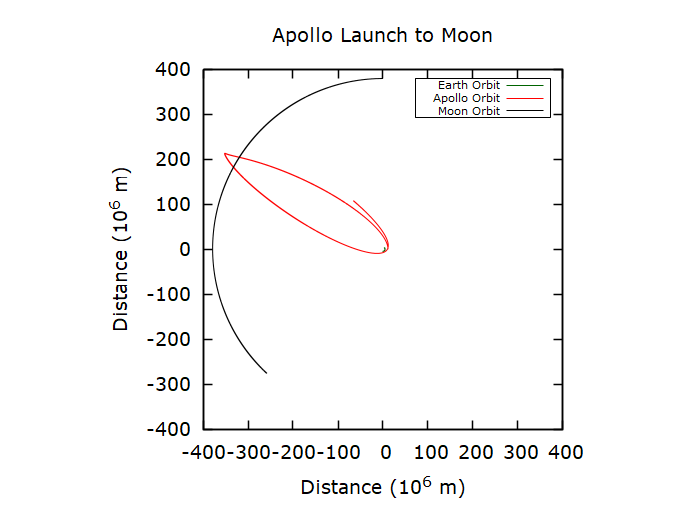 Apollo Launch to Moon
Earth Orbit
Apollo Orbit
Moon Orbit
400
300
200
100
0
-100
-200
-300
-400
Distance (10⁶ m)
-400 -300 -200 -100 0 100 200 300 400
Distance (10⁶ m)